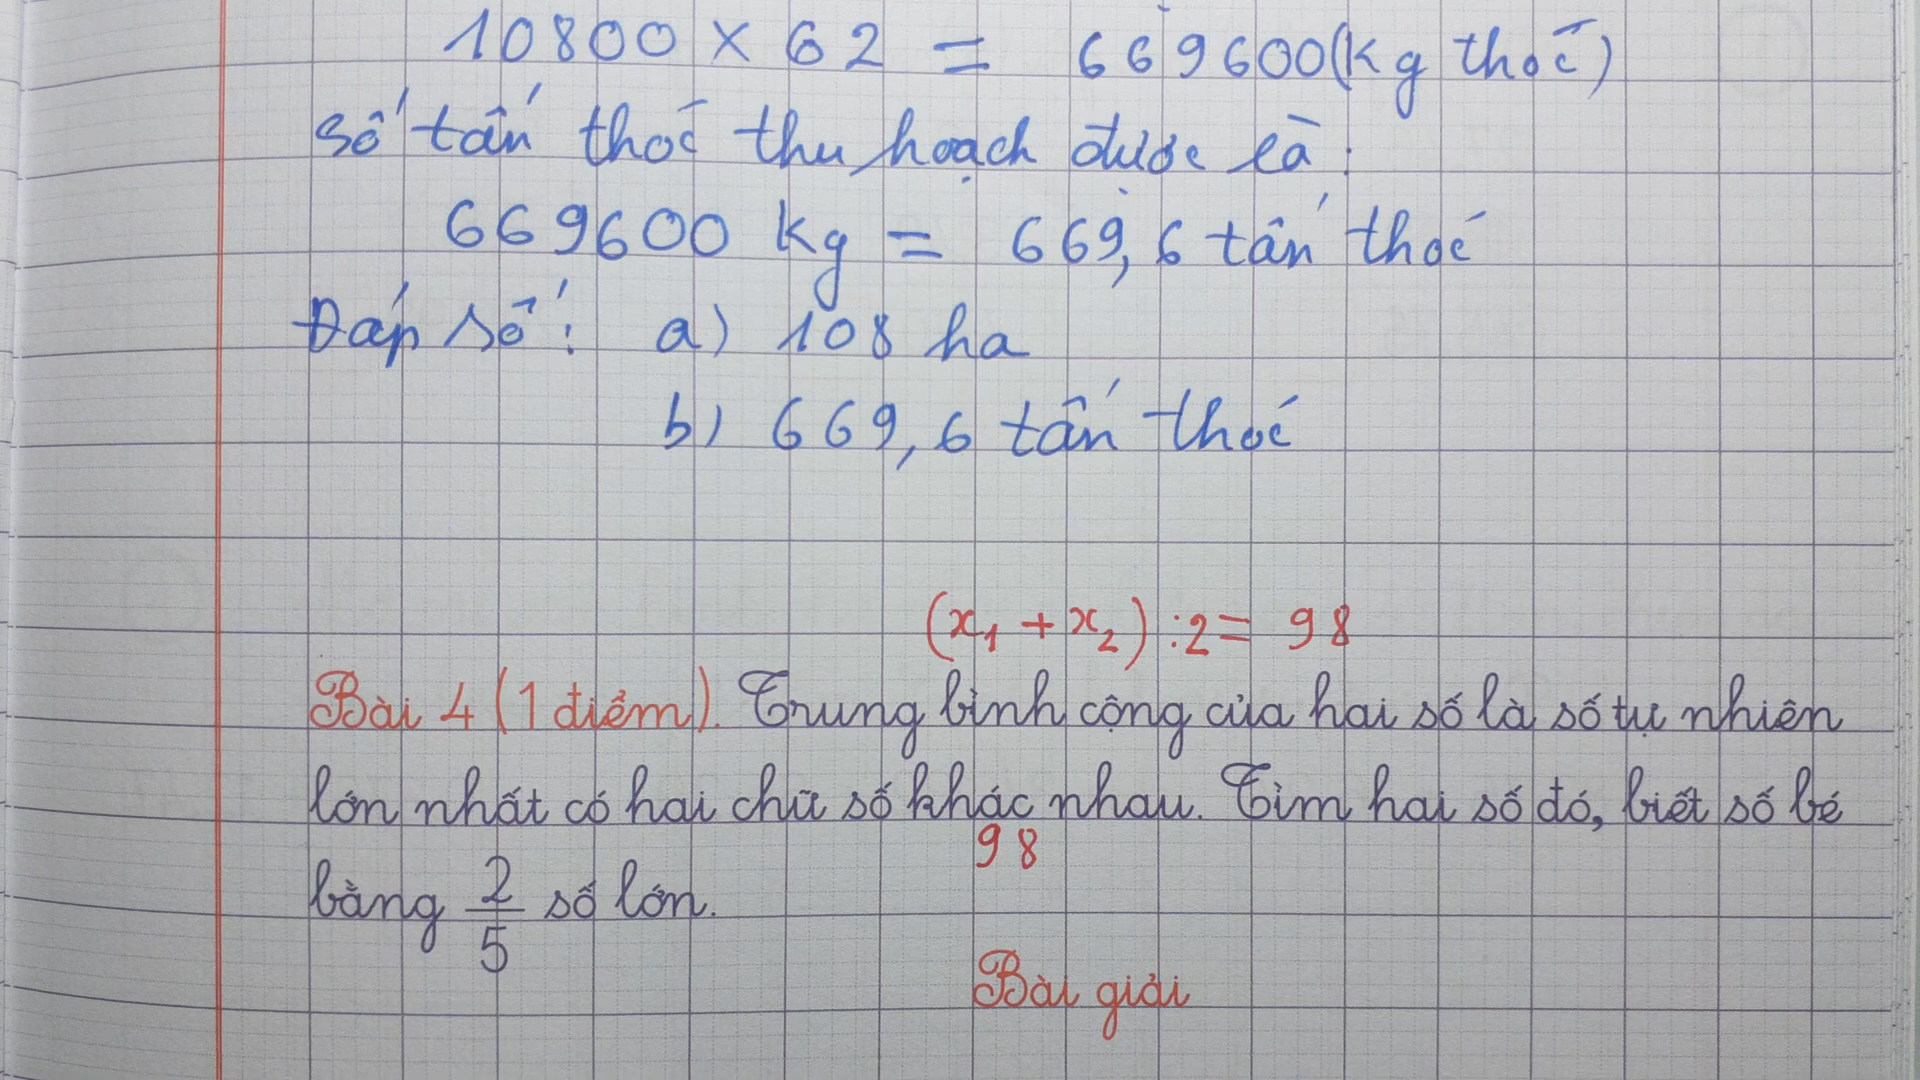 10800 x 62 = 669600(kg thóc)
Số tấn thóc thu hoạch được là:
669600 kg = 669,6 tấn thóc
Đáp số: a) 108 ha
b) 669,6 tấn thóc
(x₁ + x₂) :2 = 98
Bài 4 (1 điểm). Trung bình cộng của hai số là số tự nhiên
lớn nhất có hai chữ số khác nhau. Tìm hai số đó, biết số bé
98
bằng 2/5 số lớn.
Bài giải